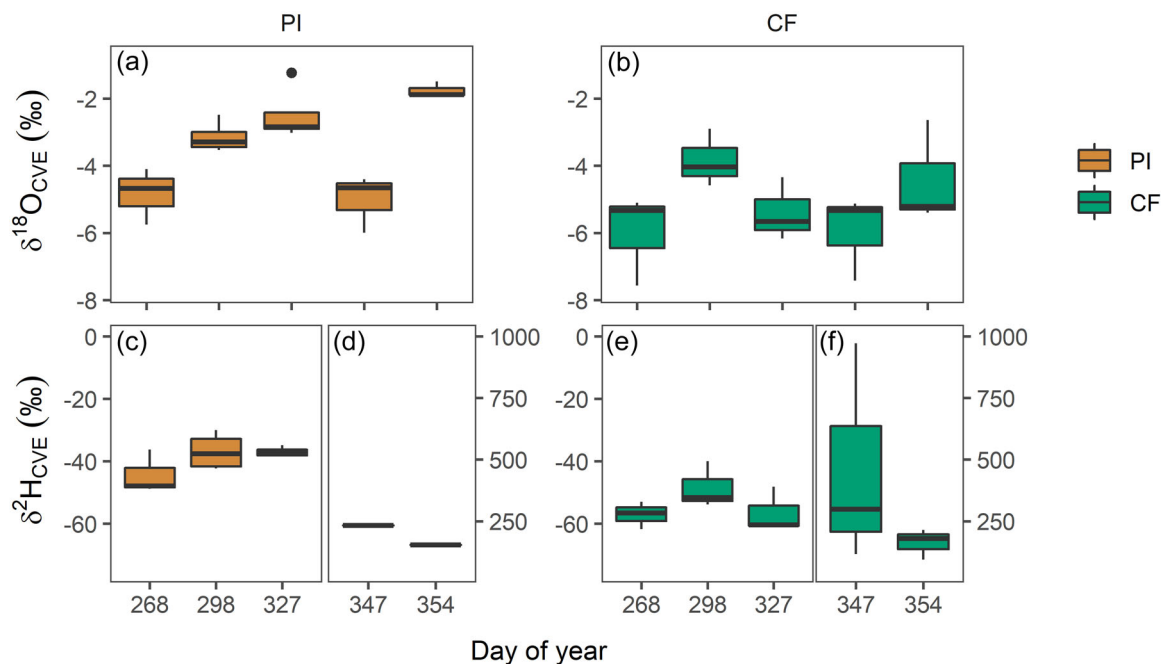 PI
CF
(a)
(b)
δ18OCVE (‰)
-2
-4
-6
-8
-2
-4
-6
-8
PI
CF
(c)
(d)
(e)
(f)
δ2HCVE (‰)
0
-20
-40
-60
1000
750
500
250
0
-20
-40
-60
1000
750
500
250
268 298 327 347 354
268 298 327 347 354
Day of year